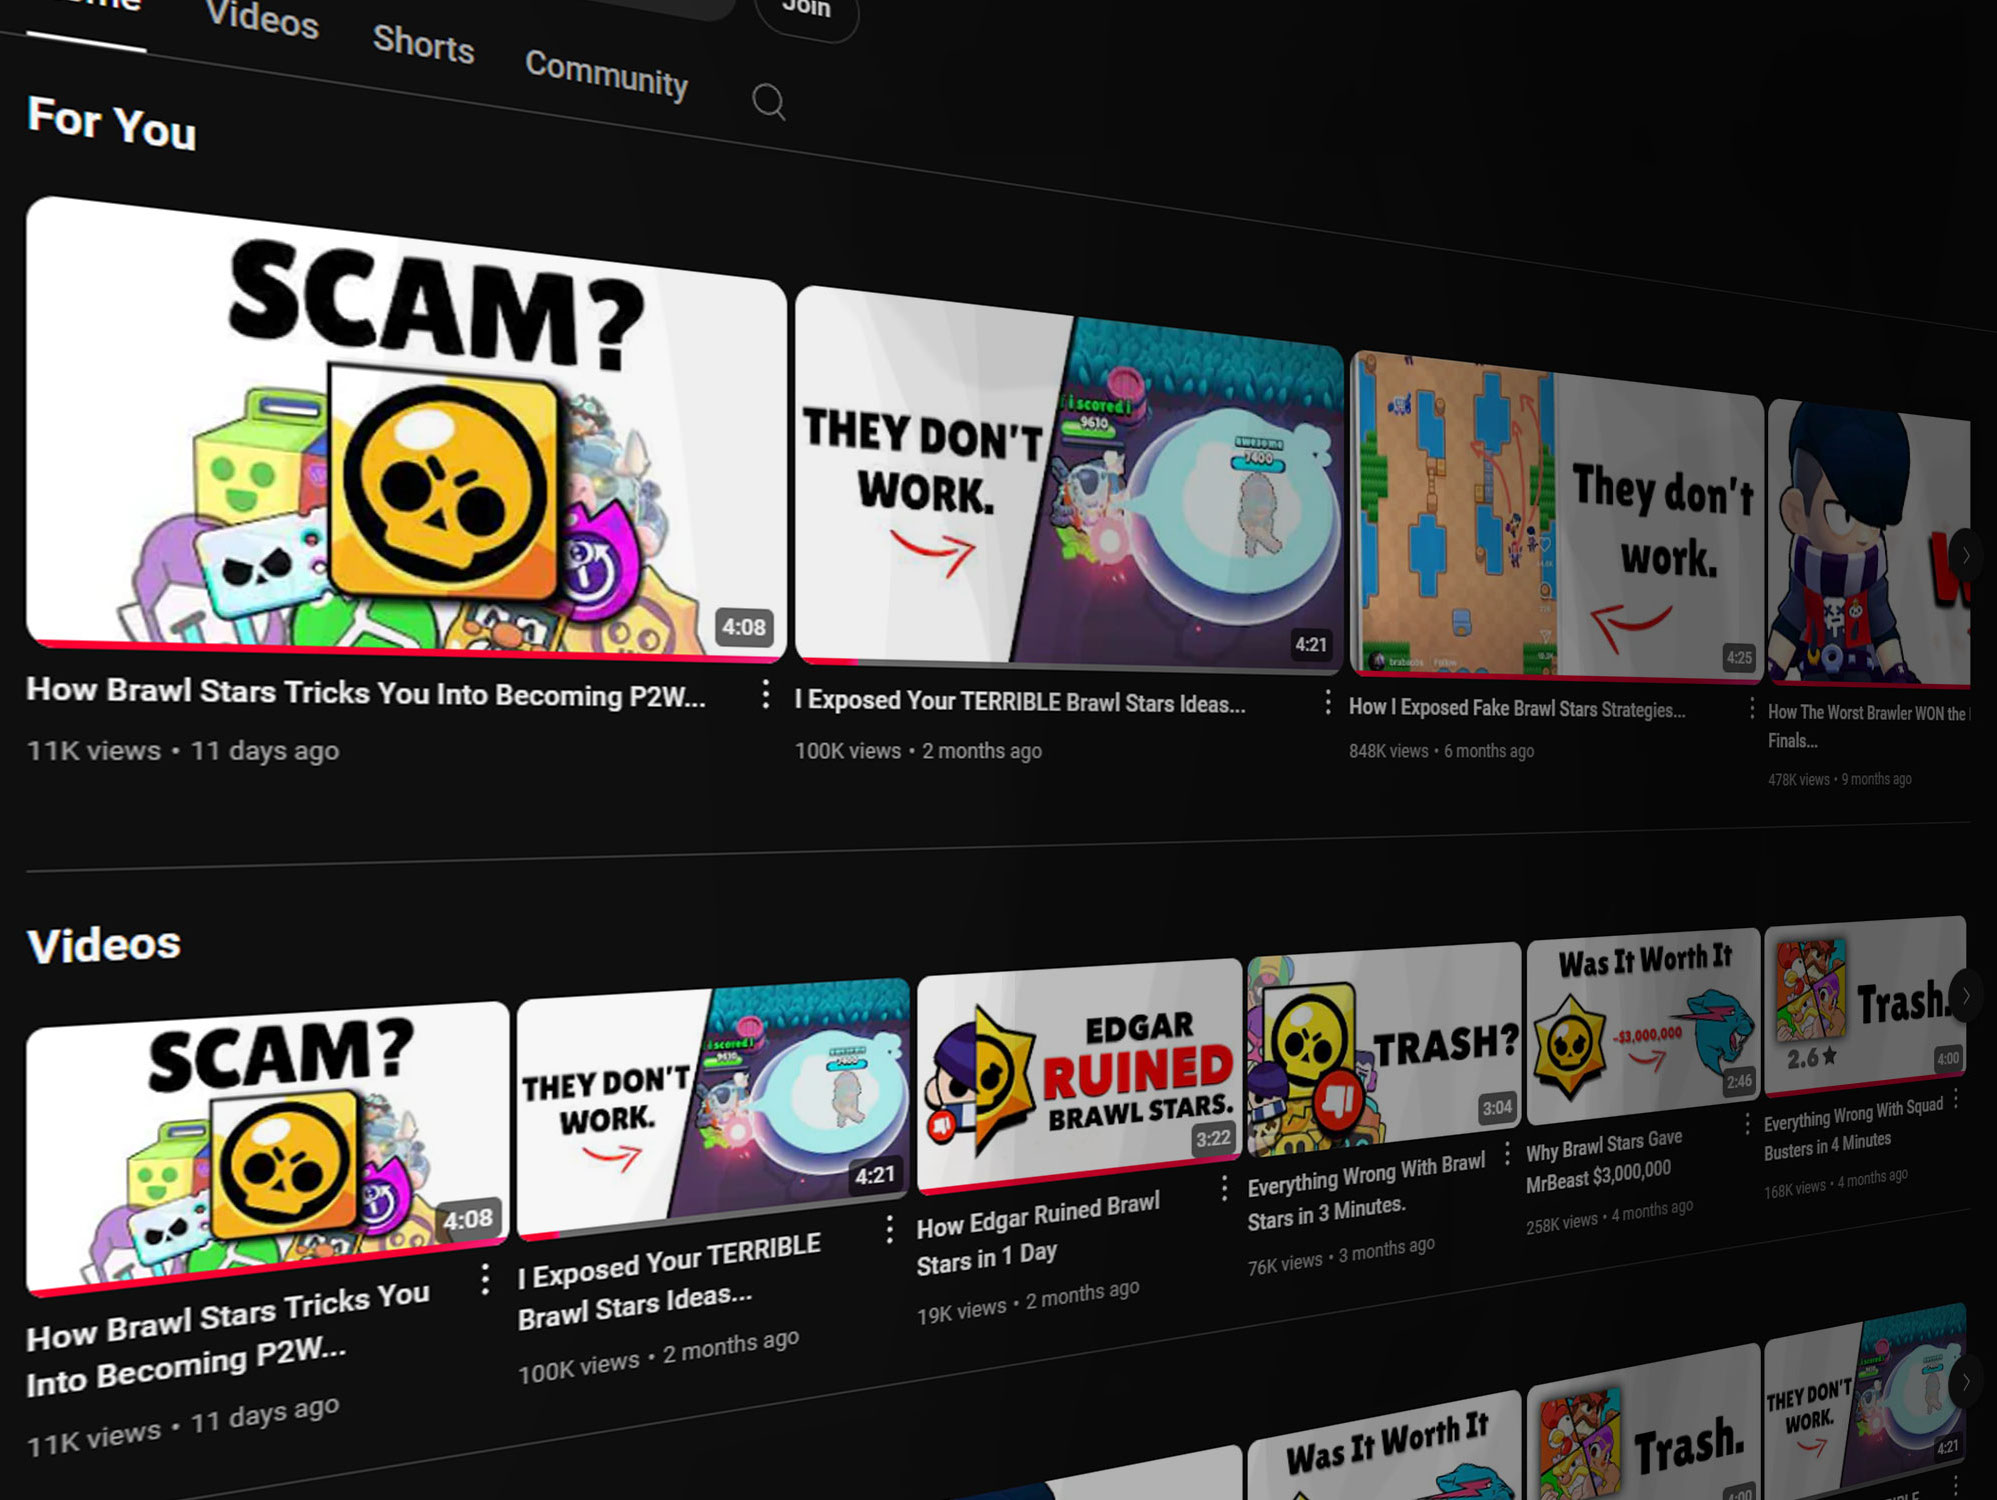 Join
Videos
Shorts
Community
For You
SCAM?
4:08
THEY DON'T
WORK.
i scored i
9610
awesome
7400
4:21
They don't
work.
4:25
How Brawl Stars Tricks You Into Becoming P2W...
11K views • 11 days ago
I Exposed Your TERRIBLE Brawl Stars Ideas...
100K views • 2 months ago
How I Exposed Fake Brawl Stars Strategies...
848K views • 6 months ago
How The Worst Brawler WON the
Finals...
478K views • 9 months ago
Videos
SCAM?
4:08
THEY DON'T
WORK.
i scored i
4:21
EDGAR
RUINED
BRAWL STARS.
3:22
TRASH?
3:04
Was It Worth It
-$3,000,000
2:46
Trash.
2.6★
4:00
How Brawl Stars Tricks You
Into Becoming P2W...
11K views • 11 days ago
I Exposed Your TERRIBLE
Brawl Stars Ideas...
100K views • 2 months ago
How Edgar Ruined Brawl
Stars in 1 Day
19K views • 2 months ago
Everything Wrong With Brawl
Stars in 3 Minutes.
76K views • 3 months ago
Why Brawl Stars Gave
MrBeast $3,000,000
258K views • 4 months ago
Everything Wrong With Squad
Busters in 4 Minutes
168K views • 4 months ago
Was It Worth It
Trash.
THEY DON'T
WORK.
4:21